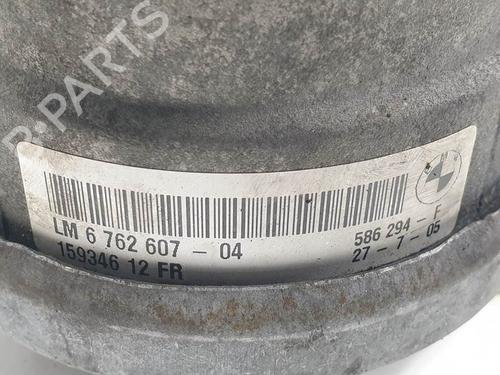 R-PARTS
LM 6 762 607 - 04
586 294 - F
159346 12 FR
27 - 7 - 05